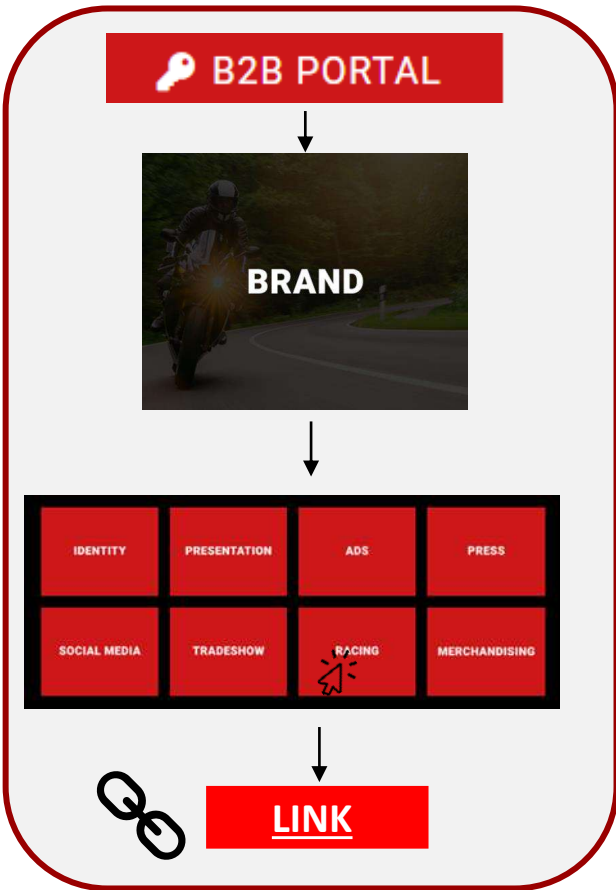 B2B PORTAL
BRAND
IDENTITY PRESENTATION ADS PRESS
SOCIAL MEDIA TRADESHOW RACING MERCHANDISING
LINK